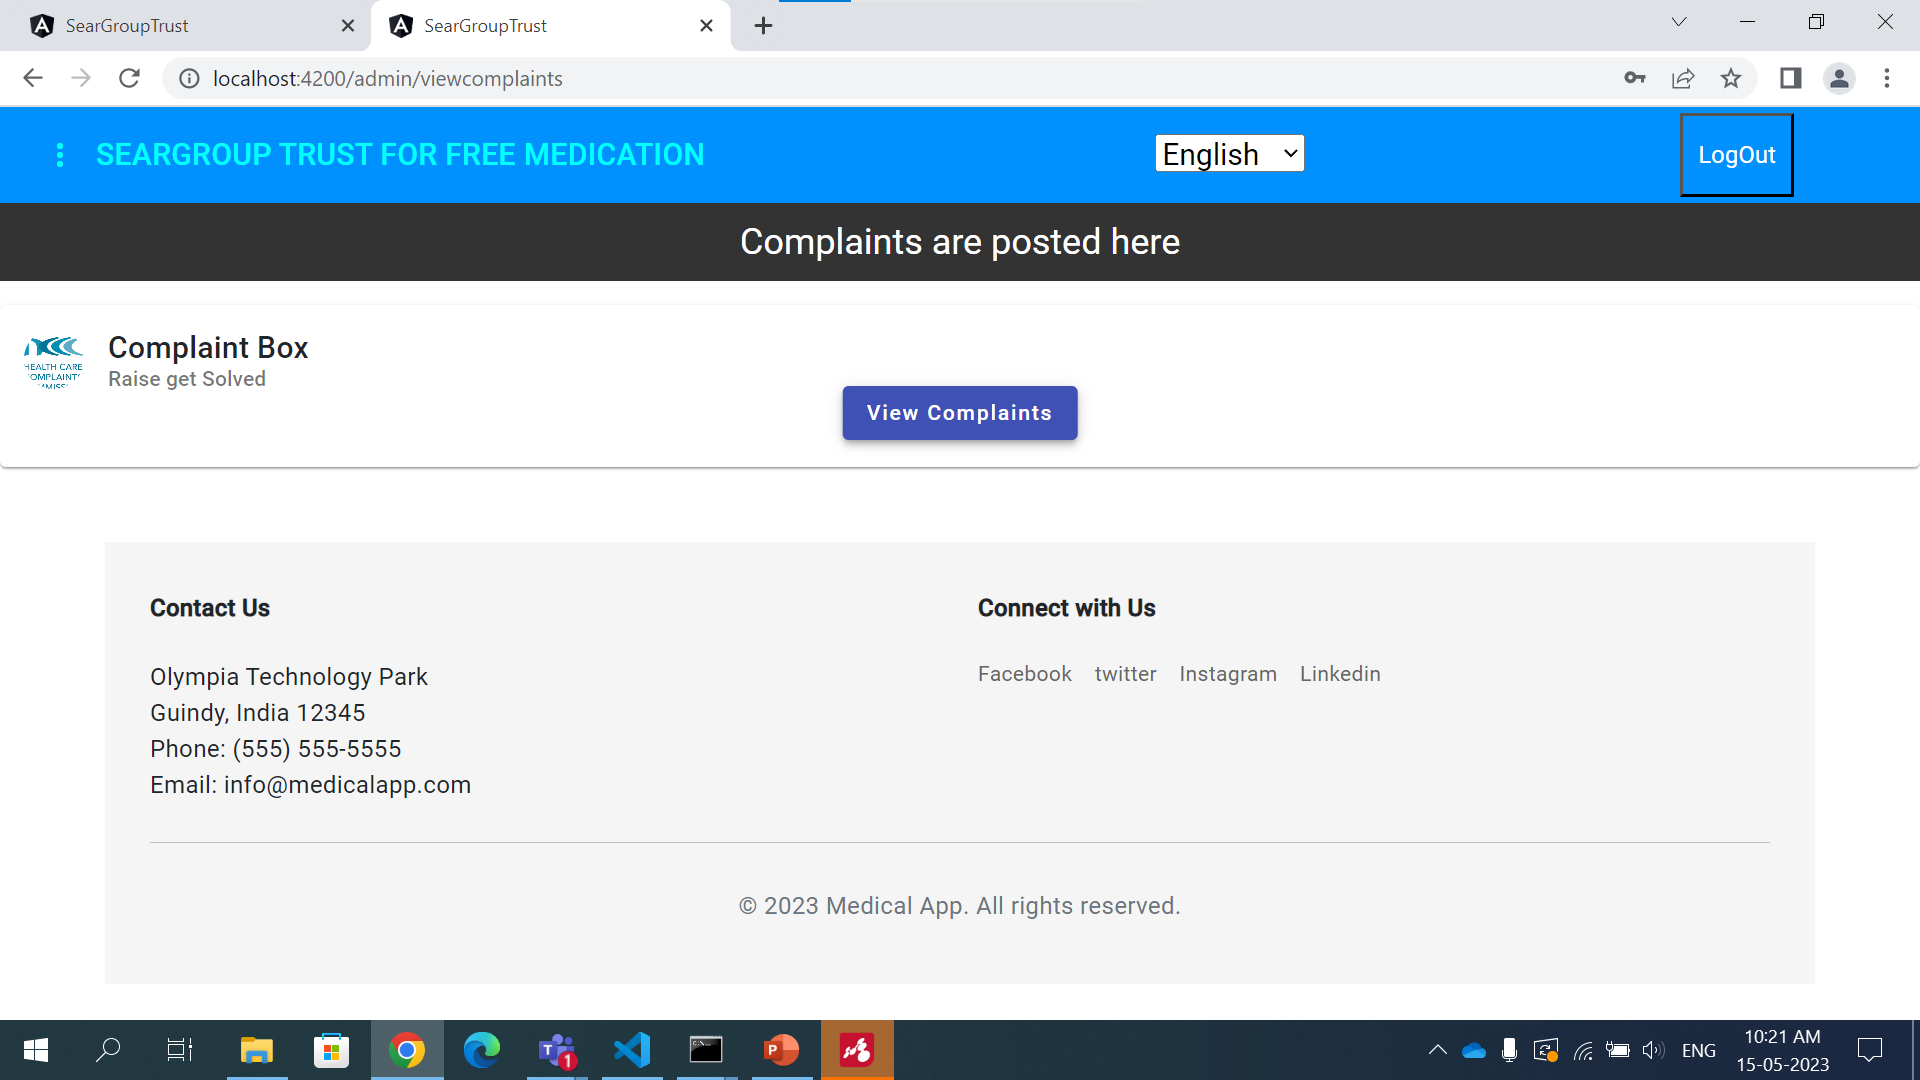 SearGroupTrust
SearGroupTrust
localhost:4200/admin/viewcomplaints
SEARGROUP TRUST FOR FREE MEDICATION
English
LogOut
Complaints are posted here
HEALTH CARE
Complaint Box
Raise get Solved
View Complaints
Contact Us
Olympia Technology Park
Guindy, India 12345
Phone: (555) 555-5555
Email: info@medicalapp.com
Connect with Us
Facebook twitter Instagram Linkedin
© 2023 Medical App. All rights reserved.
1
ENG
10:21 AM
15-05-2023